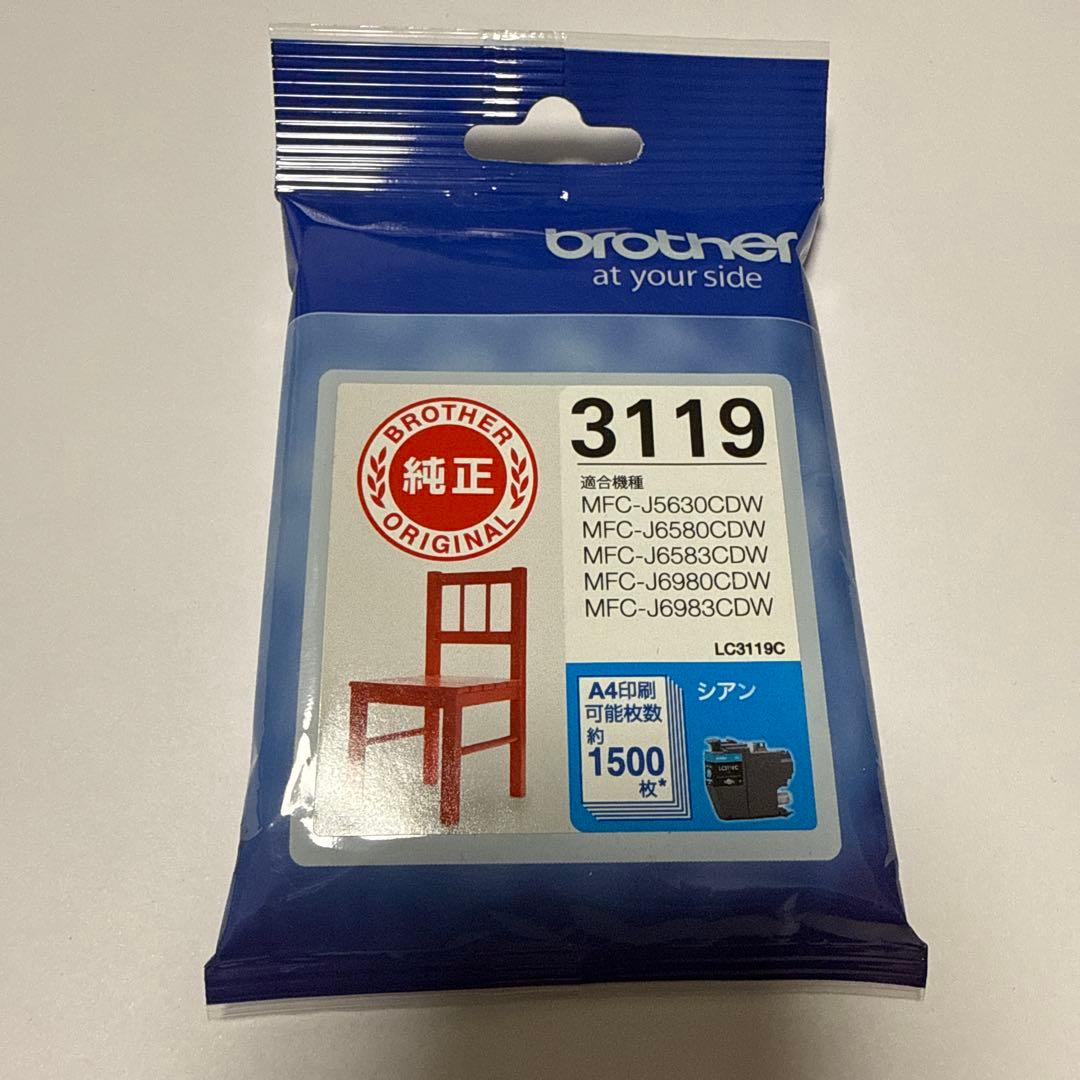 brother
at your side
BROTHER
純正
ORIGINAL
3119
適合機種
MFC-J5630CDW
MFC-J6580CDW
MFC-J6583CDW
MFC-J6980CDW
MFC-J6983CDW
LC3119C
A4印刷
可能枚数
約
1500
枚*
シアン
LC3119C